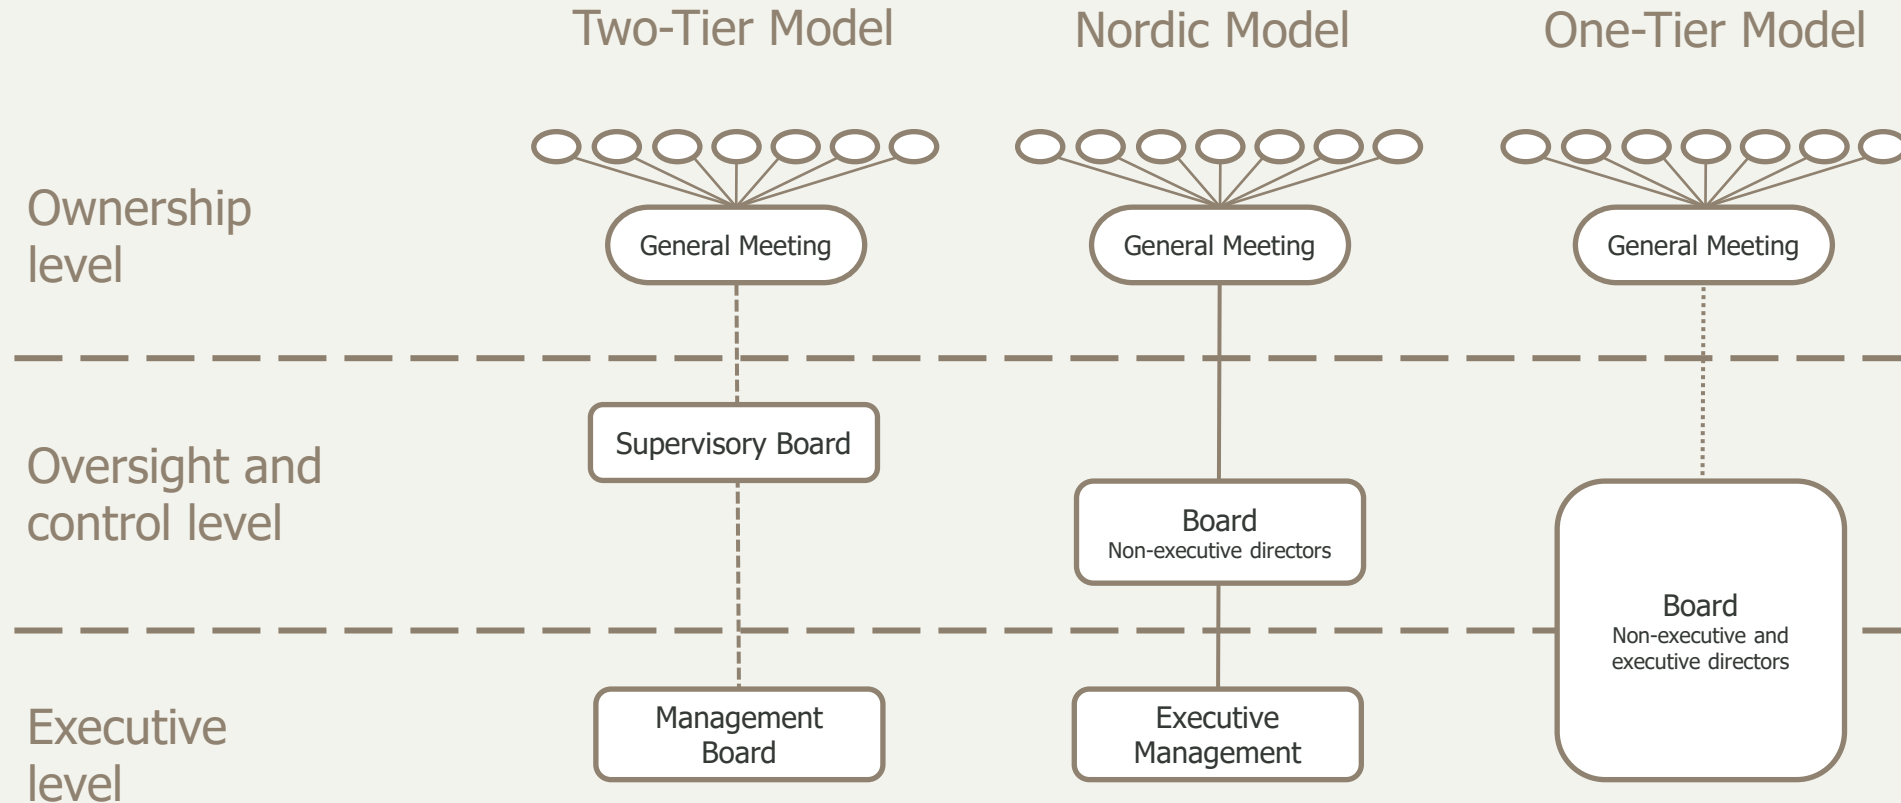 Two-Tier Model
Nordic Model
One-Tier Model
Ownership
level
General Meeting
General Meeting
General Meeting
Oversight and
control level
Supervisory Board
Board
Non-executive directors
Board
Non-executive and
executive directors
Executive
level
Management
Board
Executive
Management